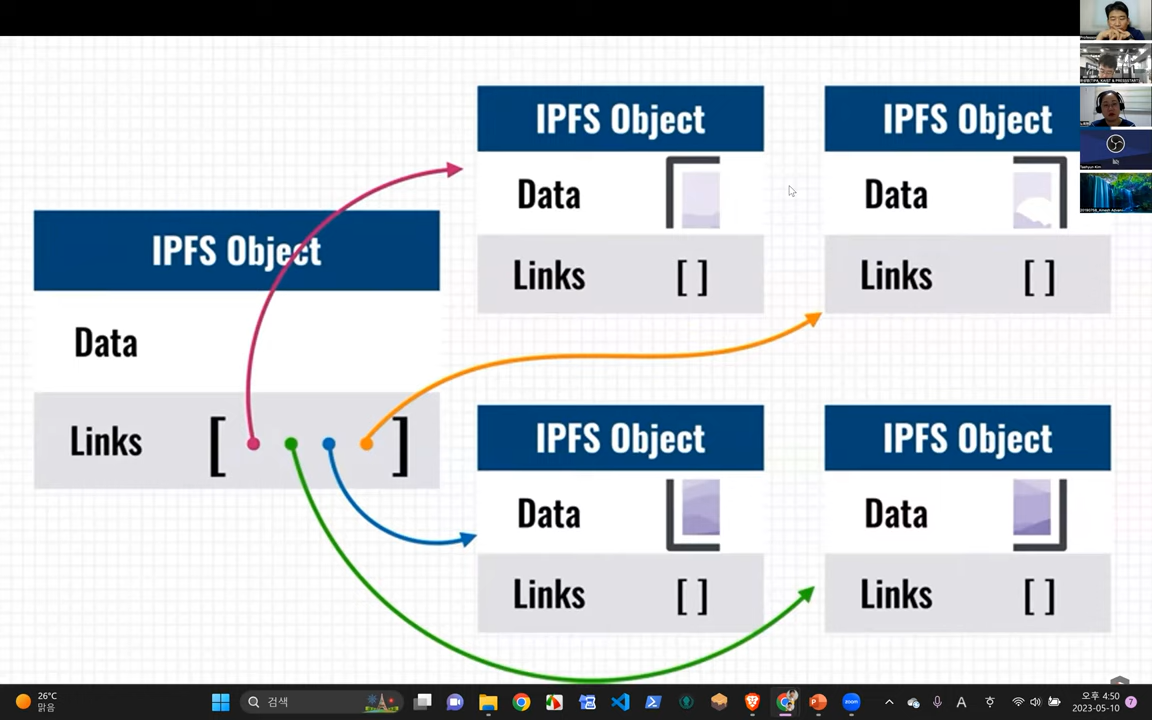 IPFS Object
Data
Links [ ]
IPFS Object
Data
Links [ ]
IPFS Object
Data
Links [ ]
IPFS Object
Data
Links [ ]
IPFS Object
Data
Links [ ]
26°C
맑음
검색
A
오후 4:50
2023-05-10
7